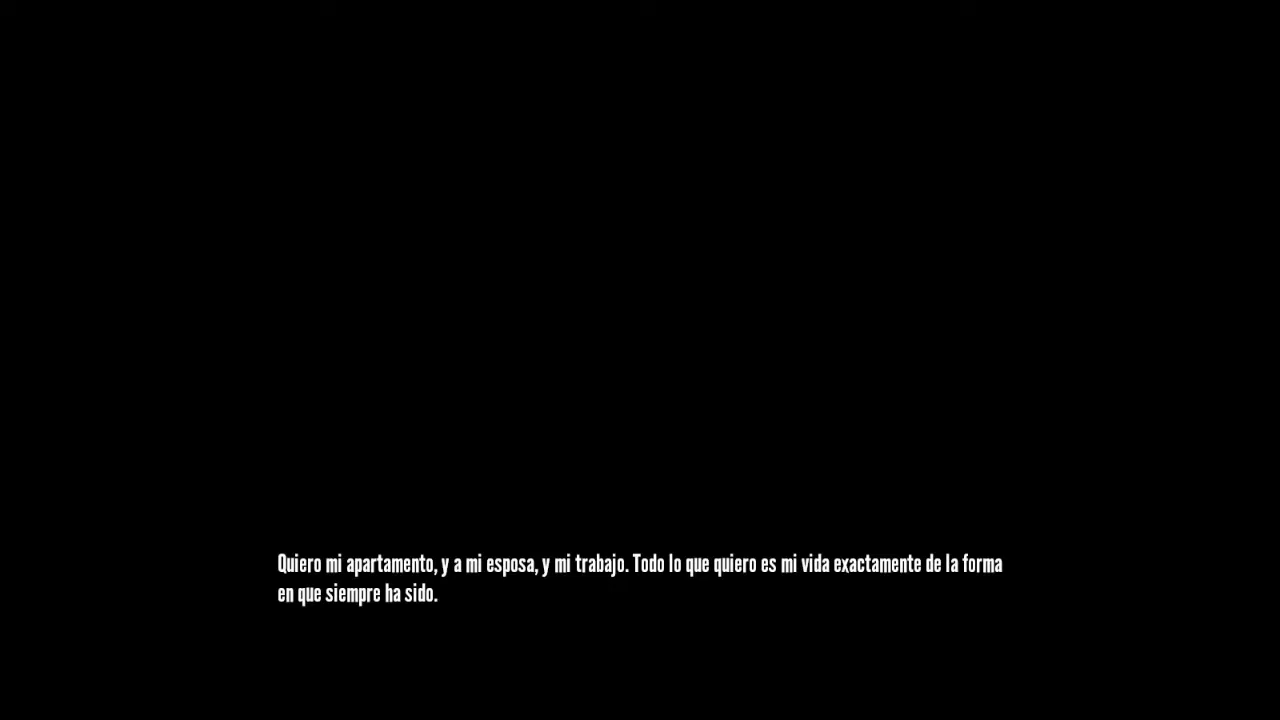 Quiero mi apartamento, y a mi esposa, y mi trabajo. Todo lo que quiero es mi vida exactamente de la forma
en que siempre ha sido.